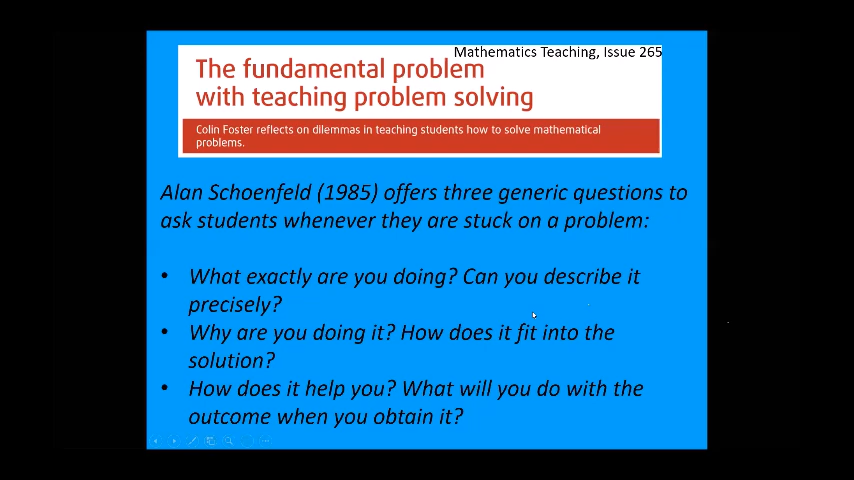 Mathematics Teaching, Issue 265
The fundamental problem
with teaching problem solving
Colin Foster reflects on dilemmas in teaching students how to solve mathematical
problems.
Alan Schoenfeld (1985) offers three generic questions to
ask students whenever they are stuck on a problem:
• What exactly are you doing? Can you describe it
precisely?
• Why are you doing it? How does it fit into the
solution?
• How does it help you? What will you do with the
outcome when you obtain it?